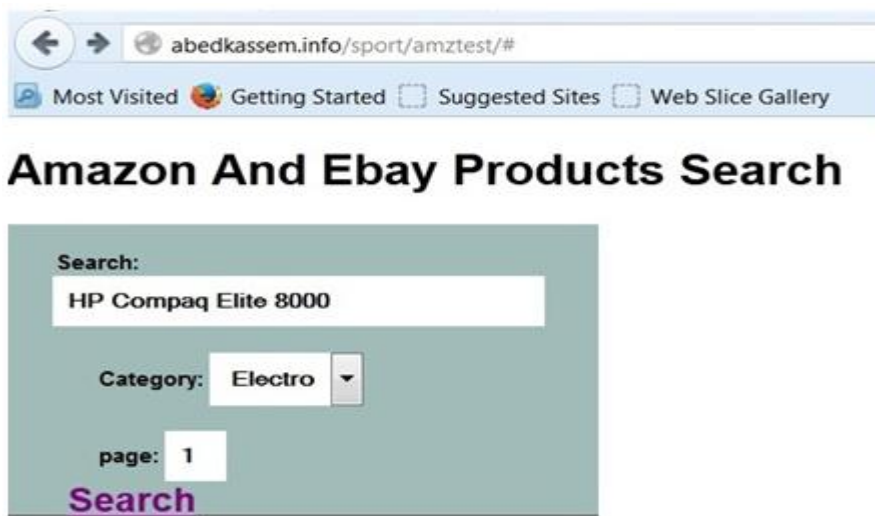 abedkassem.info/sport/amztest/#
Most Visited Getting Started Suggested Sites Web Slice Gallery
Amazon And Ebay Products Search
Search:
HP Compaq Elite 8000
Category: Electro
page: 1
Search